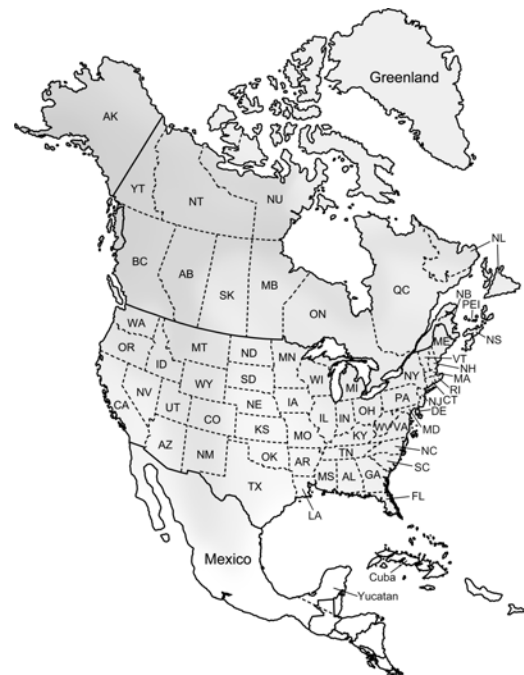 Greenland
AK
YT
NT
NU
NL
BC
AB
SK
MB
ON
QC
NB
PEI
NS
WA
OR
ID
MT
ND
MN
WI
MI
NY
ME
VT
NH
MA
RI
CT
NJ
DE
MD
CA
NV
UT
WY
SD
NE
IA
IL
IN
OH
PA
WV
VA
CO
KS
MO
KY
NC
AZ
NM
OK
AR
TN
SC
TX
LA
MS
AL
GA
FL
Mexico
Cuba
Yucatan